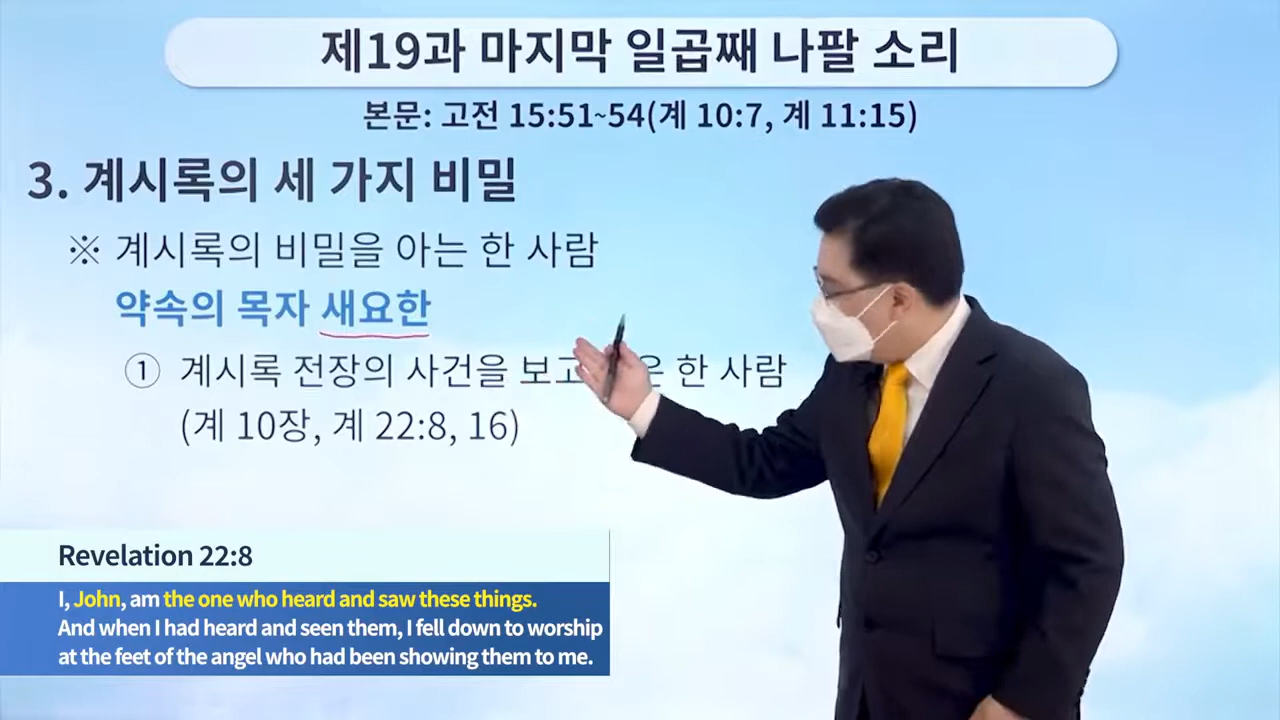 제19과 마지막 일곱째 나팔 소리
본문: 고전 15:51~54(계 10:7, 계 11:15)
3. 계시록의 세 가지 비밀
※ 계시록의 비밀을 아는 한 사람
약속의 목자 새요한
① 계시록 전장의 사건을 보고 한 사람
(계 10장, 계 22:8, 16)
Revelation 22:8
I, John, am the one who heard and saw these things.
And when I had heard and seen them, I fell down to worship
at the feet of the angel who had been showing them to me.